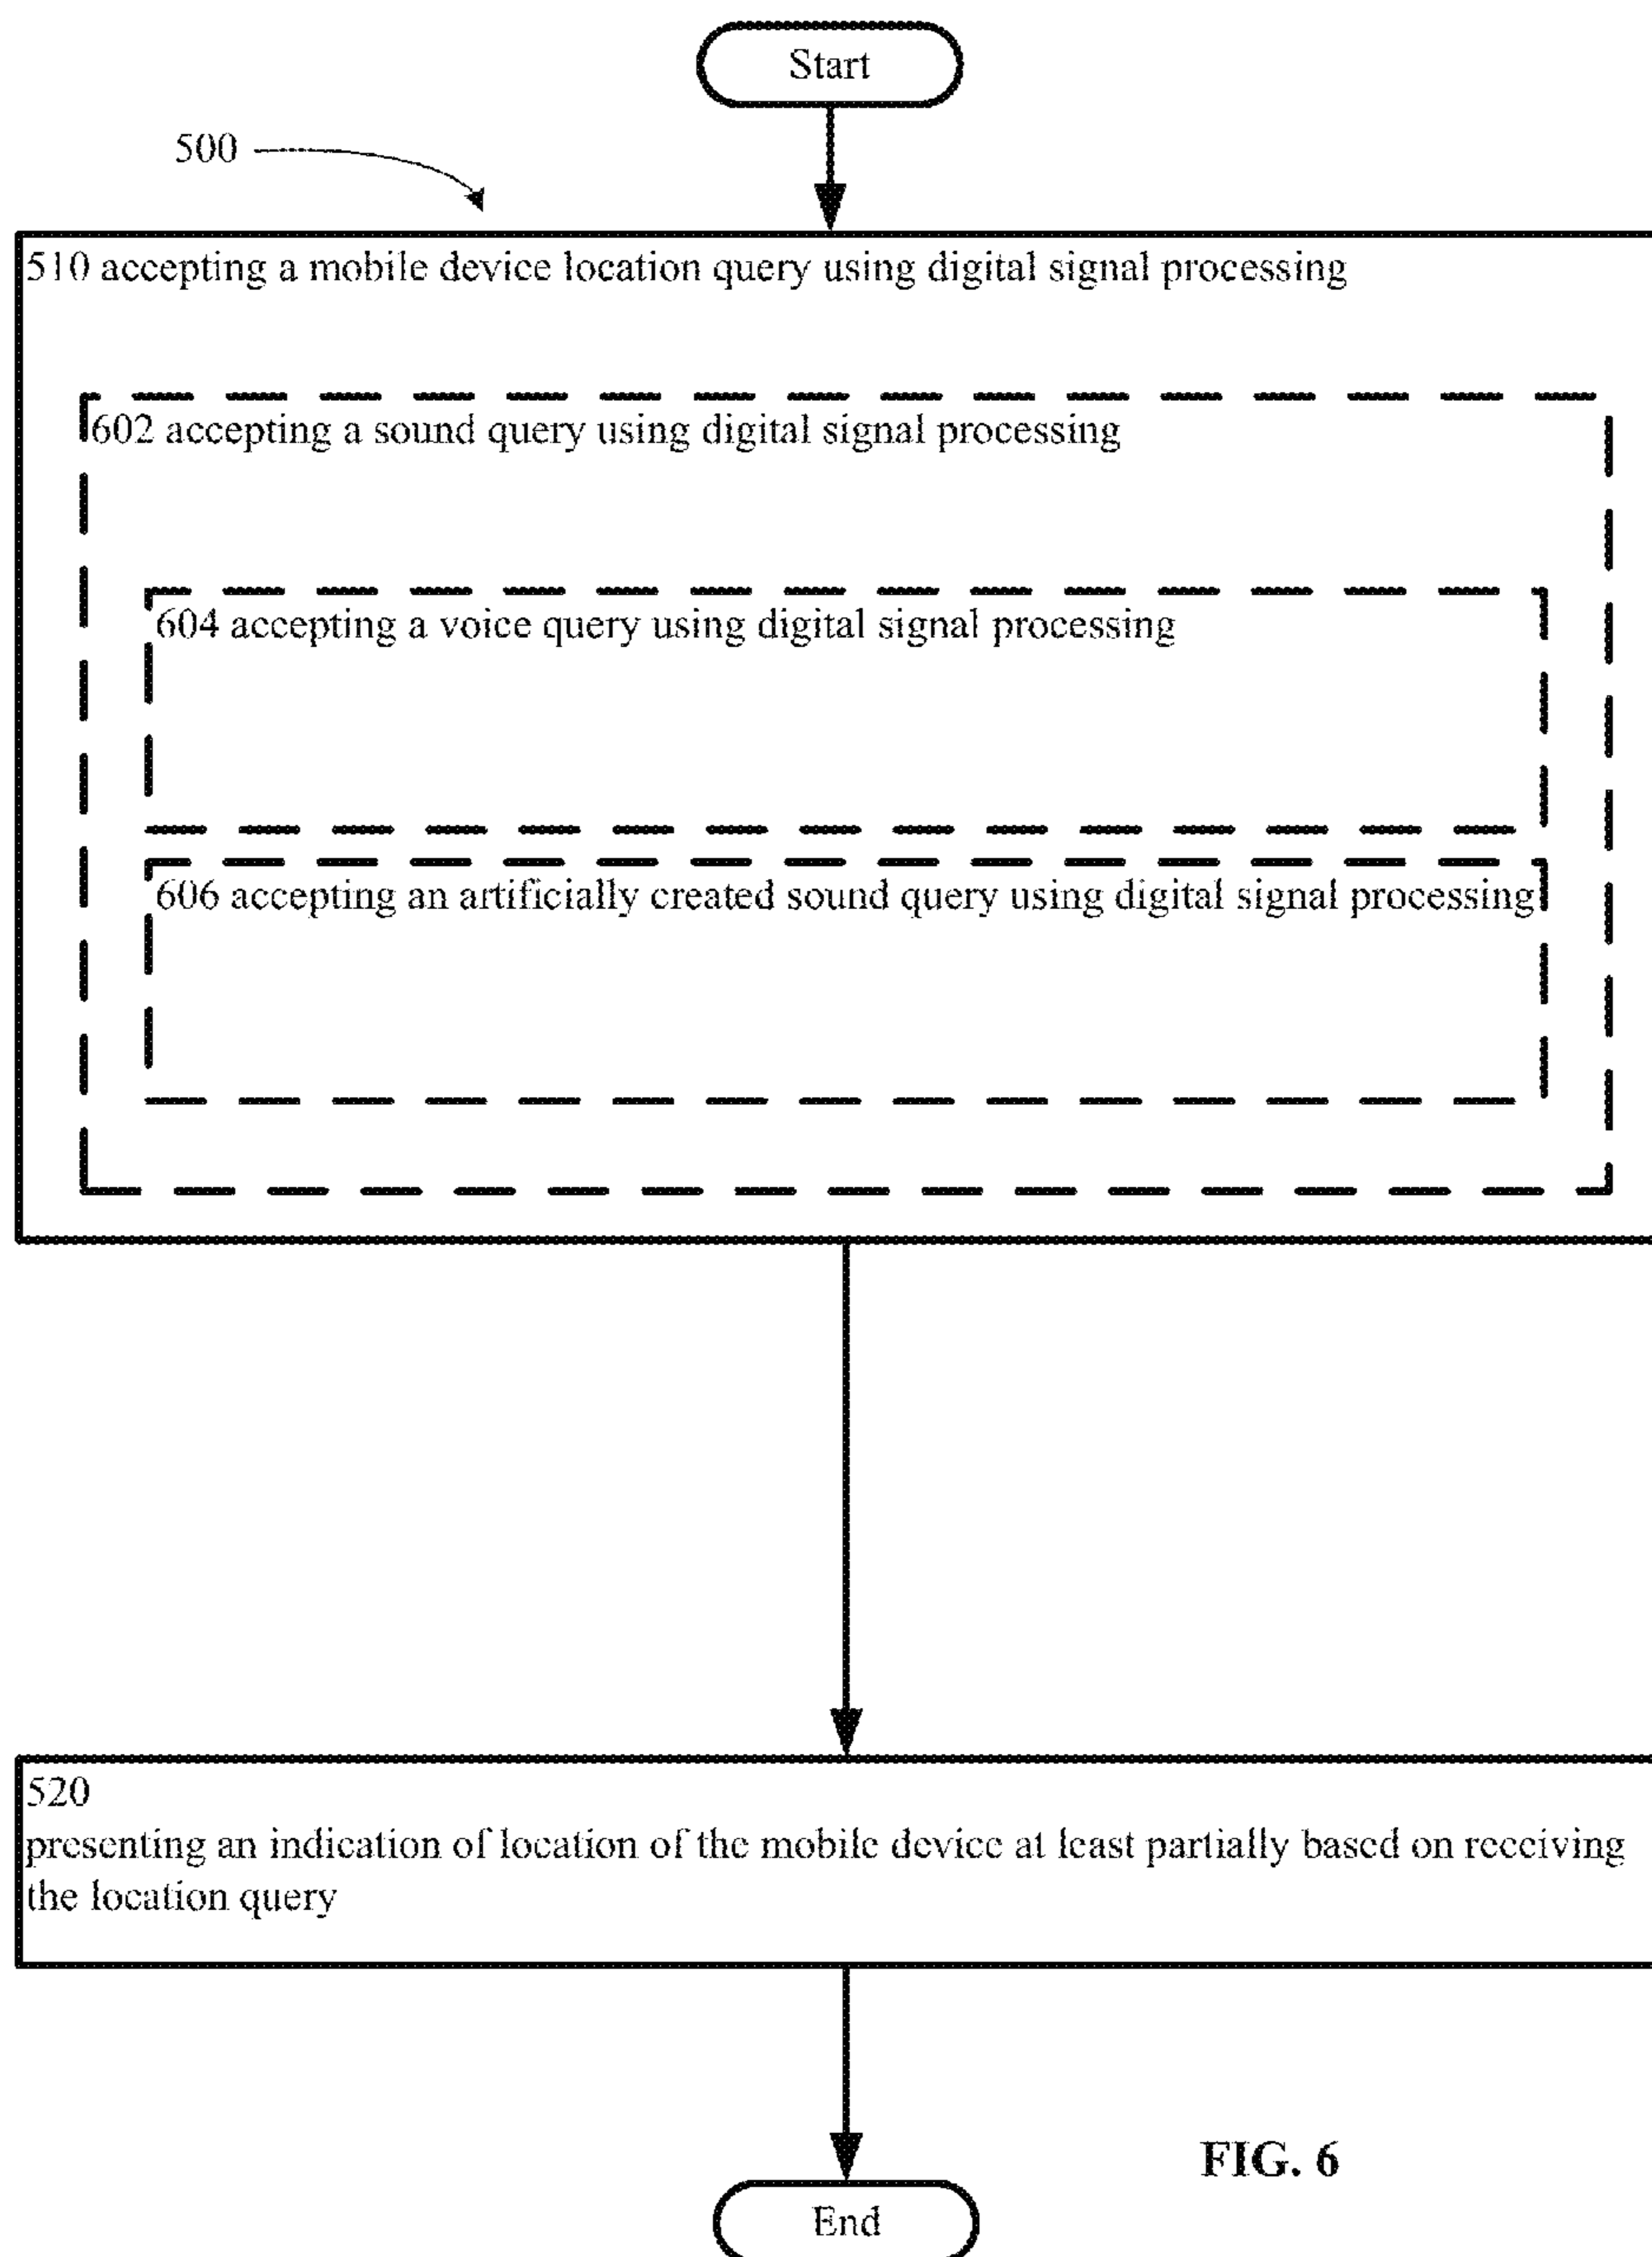 Start
500
510 accepting a mobile device location query using digital signal processing
602 accepting a sound query using digital signal processing
604 accepting a voice query using digital signal processing
606 accepting an artificially created sound query using digital signal processing
520
presenting an indication of location of the mobile device at least partially based on receiving
the location query
FIG. 6
End